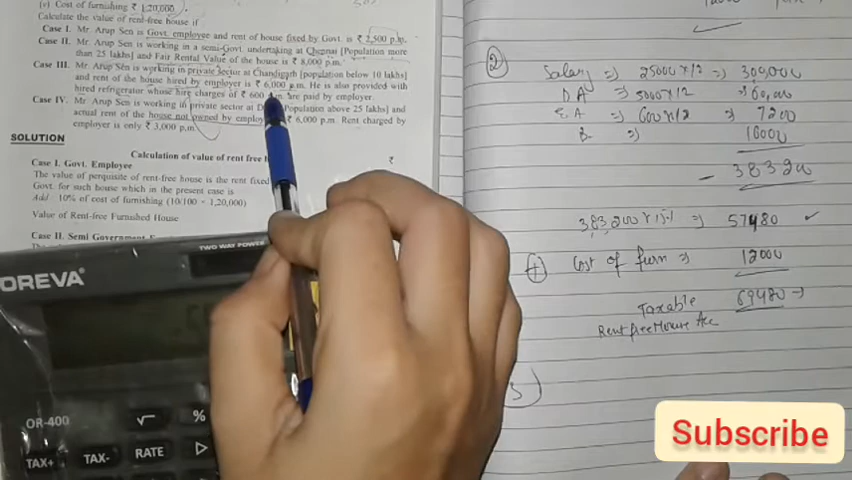 (v) Cost of furnishing ₹ 1,20,000.
Calculate the value of rent-free house if
Case I. Mr. Arup Sen is Govt. employee and rent of house fixed by Govt. is ₹ 2,500 p.m.
Case II. Mr. Arup Sen is working in a semi-Govt. undertaking at Chennai [Population more
than 25 lakhs] and Fair Rental Value of the house is ₹ 8,000 p.m.
Case III. Mr. Arup Sen is working in private sector at Chandigarh [population below 10 lakhs]
and rent of the house hired by employer is ₹ 6,000 p.m. He is also provided with
hired refrigerator whose hire charges of ₹ 600 p.m. are paid by employer.
Case IV. Mr. Arup Sen is working in private sector at Population above 25 lakhs] and
actual rent of the house not owned by ₹ 6,000 p.m. Rent charged by
employer is only ₹ 3,000 p.m.
SOLUTION
Calculation of value of rent free
₹
Case I. Govt. Employee
The value of perquisite of rent-free house is the rent fixed
Govt. for such house which in the present case is
Add: 10% of cost of furnishing (10/100 × 1,20,000)
Value of Rent-free Furnished House
Case II. Semi Government
TWO WAY POWER
OREVA
OR-400
√
%
TAX+
TAX-
RATE
▷
②
Salary ⇒ 25000×12 ⇒ 300,000
DA ⇒ 5000×12 ⇒ 60,000
E.A ⇒ 600×12 ⇒ 7200
B. ⇒ 16000
383200
383,200×15% ⇒ 57480 ✓
⊕ Cost of furn ⇒ 12000
Taxable 69480
Rent free House Acc
3)
Subscribe